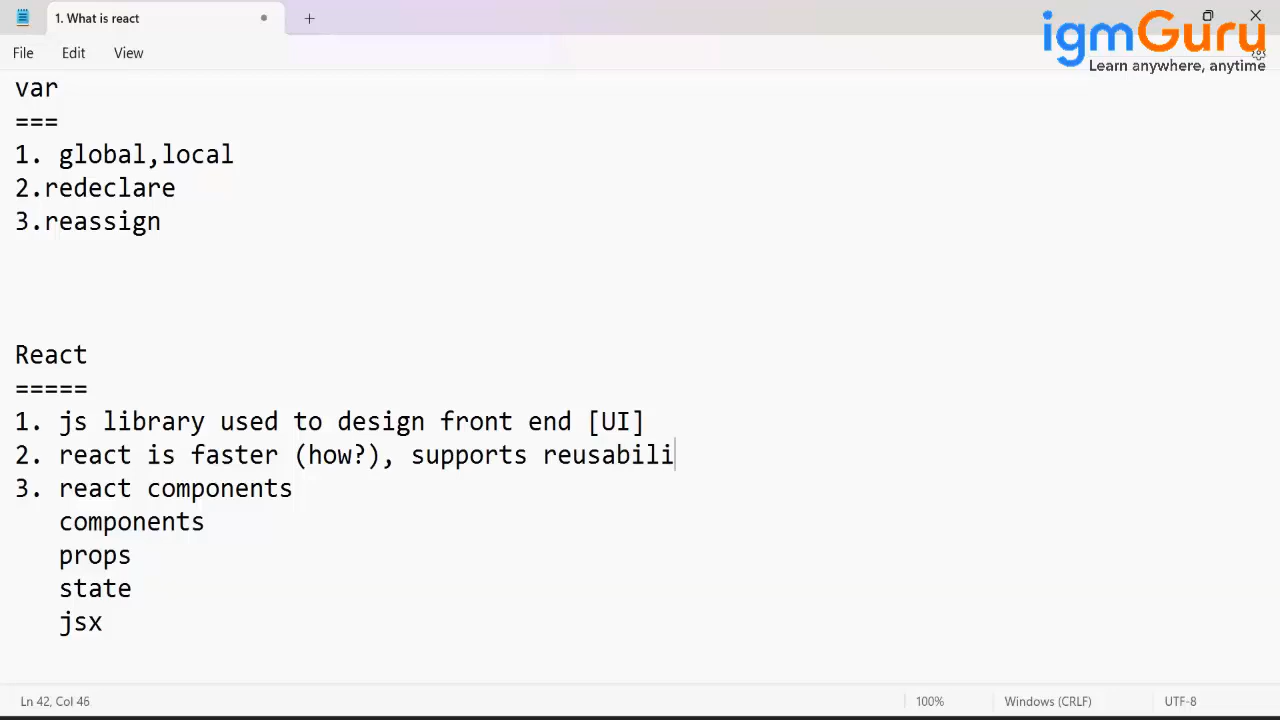 1. What is react
igmGuru
Learn anywhere, anytime
File Edit View
var
===
1. global,local
2.redeclare
3.reassign
React
=====
1. js library used to design front end [UI]
2. react is faster (how?), supports reusabili
3. react components
components
props
state
jsx
Ln 42, Col 46 100% Windows (CRLF) UTF-8